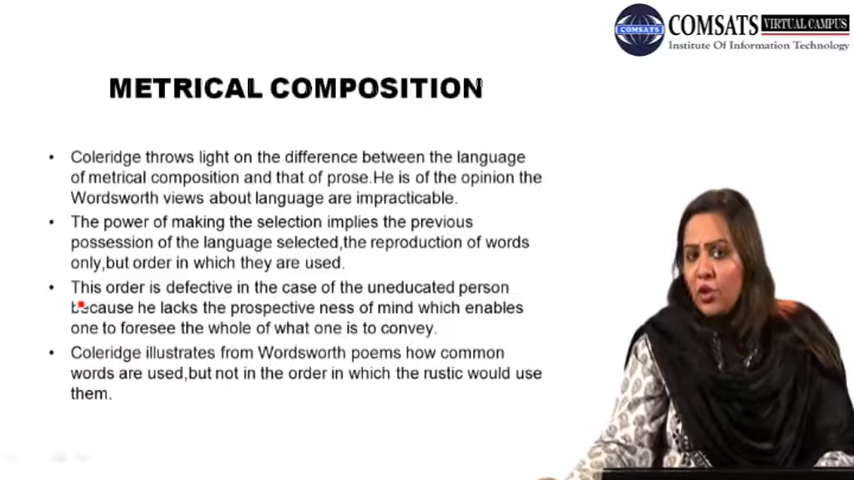 COMSATS VIRTUAL CAMPUS
COMSATS
Institute Of Information Technology
METRICAL COMPOSITION
• Coleridge throws light on the difference between the language
of metrical composition and that of prose.He is of the opinion the
Wordsworth views about language are impracticable.
• The power of making the selection implies the previous
possession of the language selected,the reproduction of words
only,but order in which they are used.
• This order is defective in the case of the uneducated person
because he lacks the prospective ness of mind which enables
one to foresee the whole of what one is to convey.
• Coleridge illustrates from Wordsworth poems how common
words are used,but not in the order in which the rustic would use
them.